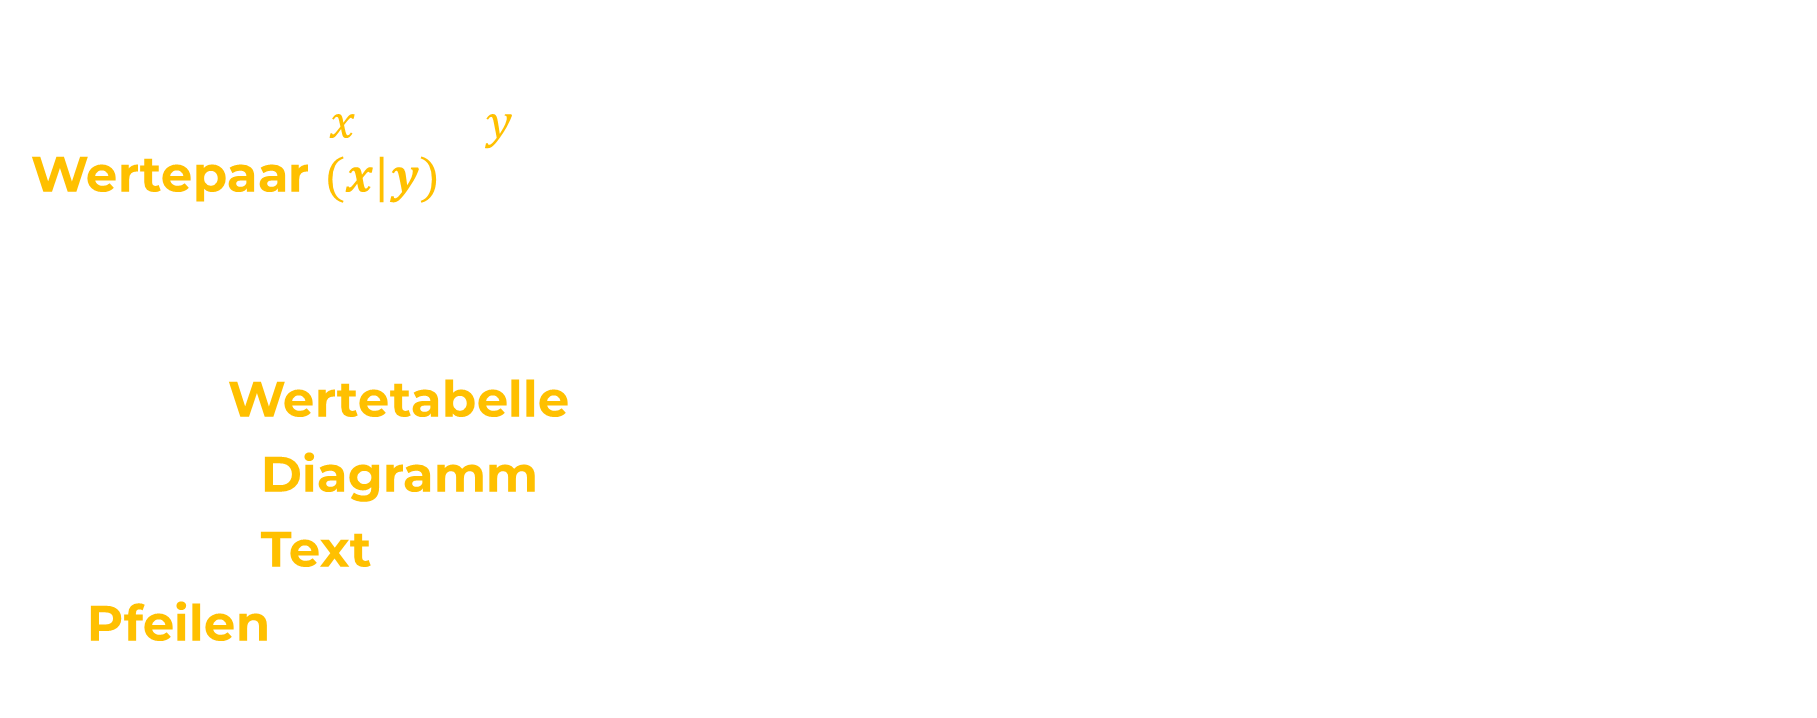 x y
Wertepaar (x|y)
Wertetabelle
Diagramm
Text
Pfeilen